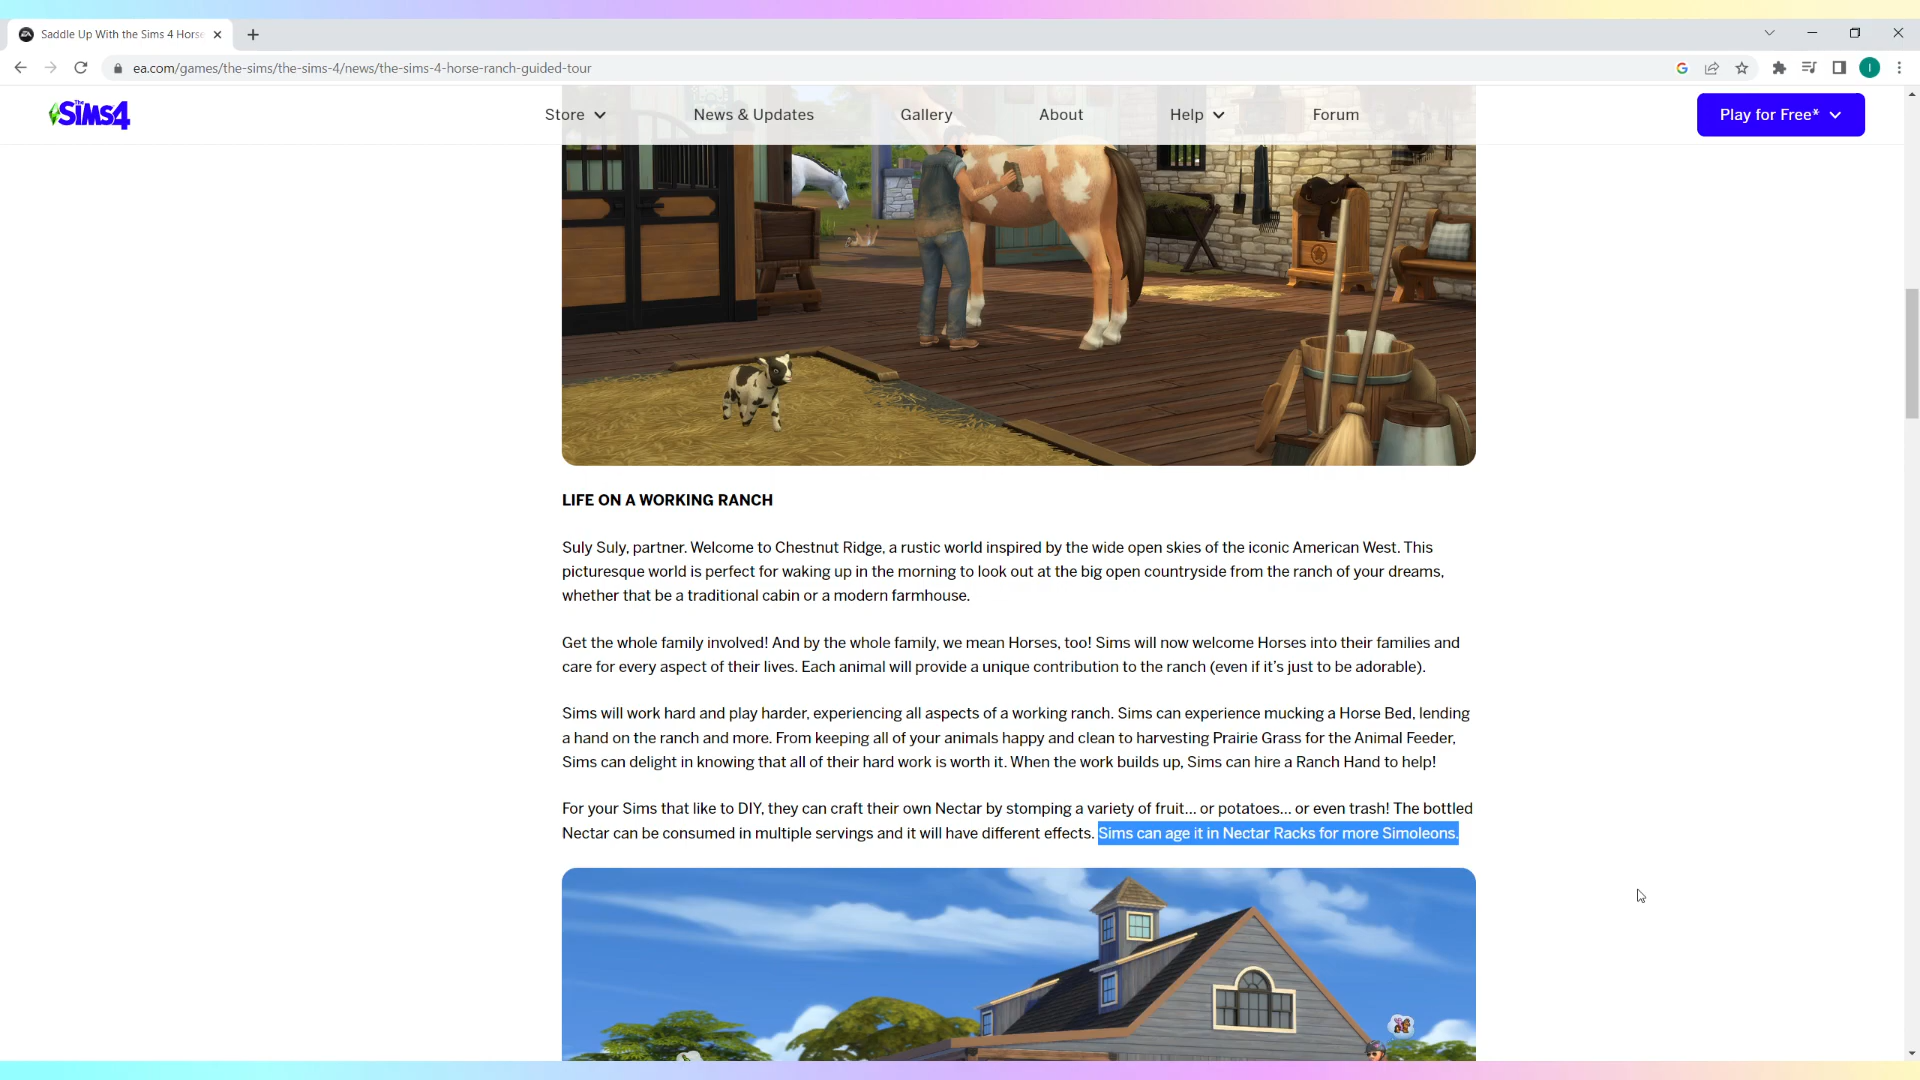 Saddle Up With the Sims 4 Horse
ea.com/games/the-sims/the-sims-4/news/the-sims-4-horse-ranch-guided-tour
I
The SiMS4
Store
News & Updates
Gallery
About
Help
Forum
Play for Free*
LIFE ON A WORKING RANCH
Suly Suly, partner. Welcome to Chestnut Ridge, a rustic world inspired by the wide open skies of the iconic American West. This
picturesque world is perfect for waking up in the morning to look out at the big open countryside from the ranch of your dreams,
whether that be a traditional cabin or a modern farmhouse.
Get the whole family involved! And by the whole family, we mean Horses, too! Sims will now welcome Horses into their families and
care for every aspect of their lives. Each animal will provide a unique contribution to the ranch (even if it's just to be adorable).
Sims will work hard and play harder, experiencing all aspects of a working ranch. Sims can experience mucking a Horse Bed, lending
a hand on the ranch and more. From keeping all of your animals happy and clean to harvesting Prairie Grass for the Animal Feeder,
Sims can delight in knowing that all of their hard work is worth it. When the work builds up, Sims can hire a Ranch Hand to help!
For your Sims that like to DIY, they can craft their own Nectar by stomping a variety of fruit... or potatoes... or even trash! The bottled
Nectar can be consumed in multiple servings and it will have different effects. Sims can age it in Nectar Racks for more Simoleons.